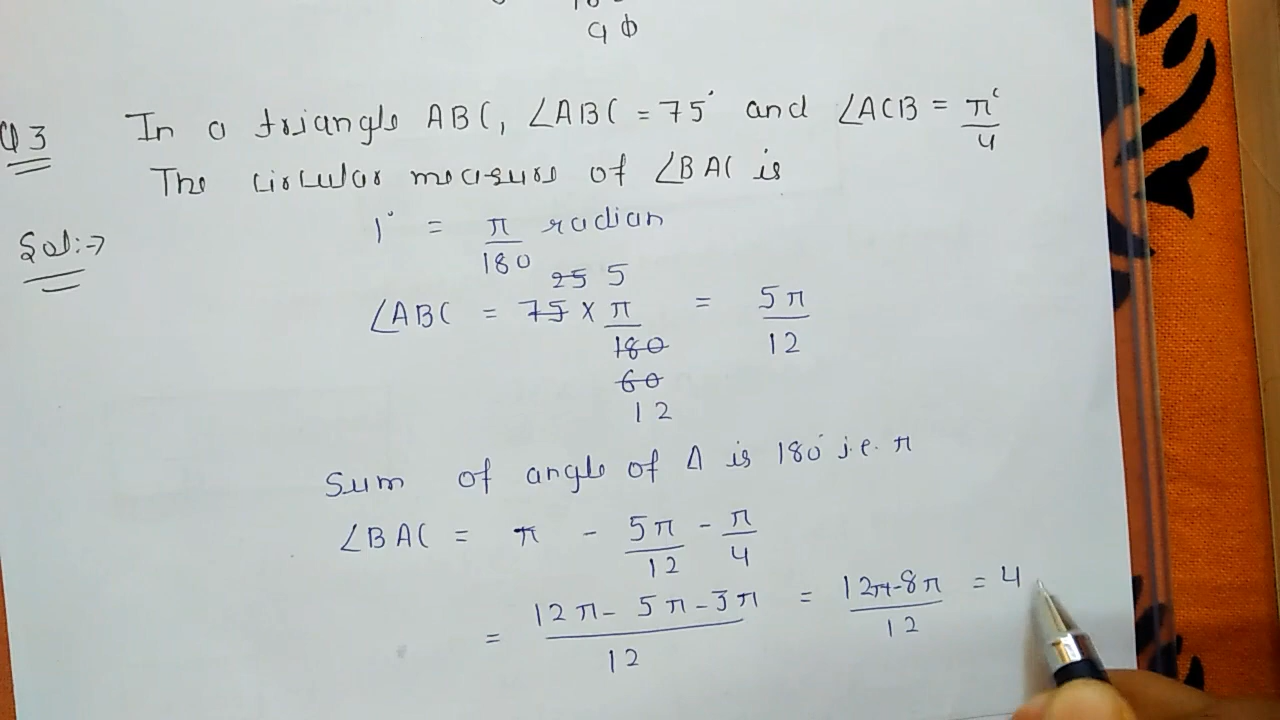 9 0
Q3 In a triangle ABC, ∠ABC = 75° and ∠ACB = π^c/4
The circular measure of ∠BAC is
Sol:→ 1° = π/180 radian
25 5
∠ABC = 75 × π/180 = 5π/12
60
12
Sum of angle of Δ is 180° i.e. π
∠BAC = π - 5π/12 - π/4
= 12π - 5π - 3π/12 = 12π-8π/12 = 4